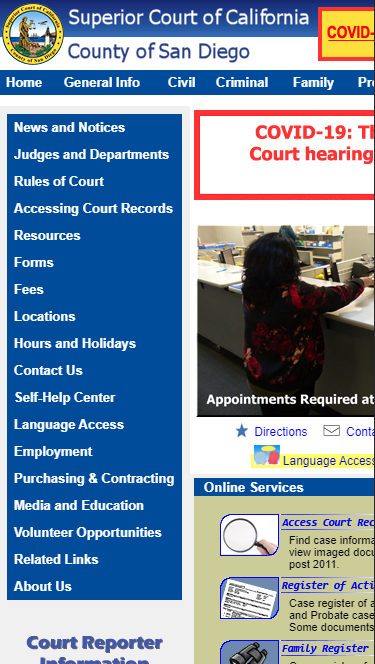 Superior Court of California
County of San Diego
COVID-
Home General Info Civil Criminal Family Pr
News and Notices
Judges and Departments
Rules of Court
Accessing Court Records
Resources
Forms
Fees
Locations
Hours and Holidays
Contact Us
Self-Help Center
Language Access
Employment
Purchasing & Contracting
Media and Education
Volunteer Opportunities
Related Links
About Us
Court Reporter
Information
COVID-19: Th
Court hearing
Appointments Required at
Directions Conta
Language Access
Online Services
Access Court Rec
Find case informa
view imaged docu
post 2011.
Register of Acti
Case register of a
and Probate case
Some documents
Family Register